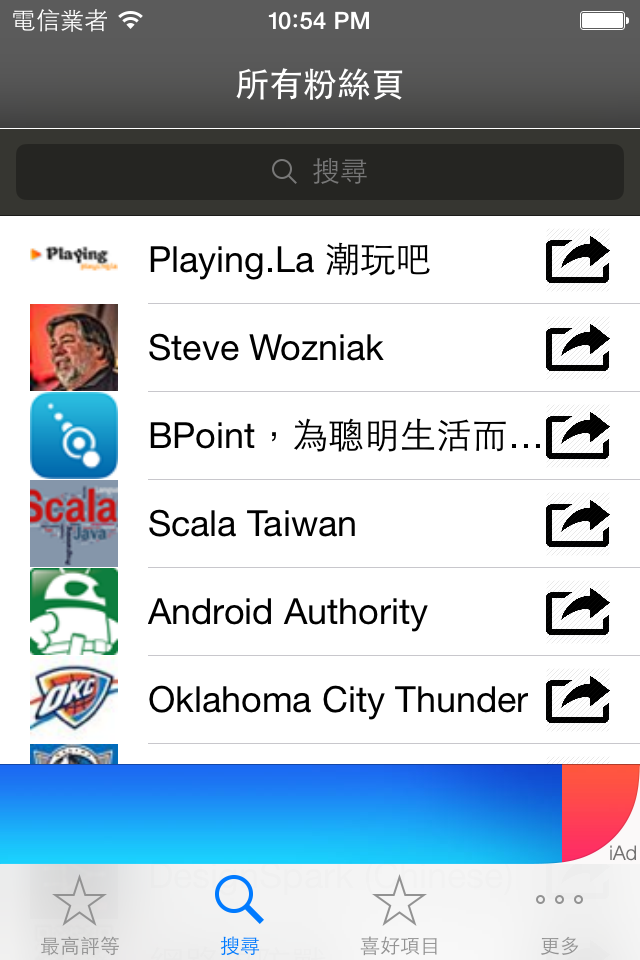 電信業者 10:54 PM
所有粉絲頁
搜尋
Playing
Playing.La 潮玩吧
Steve Wozniak
BPoint，為聰明生活而...
Scala
Java
Scala Taiwan
Android Authority
OKC
Oklahoma City Thunder
iAd
DesignSpark (Chinese)
最高評等 搜尋 喜好項目 更多